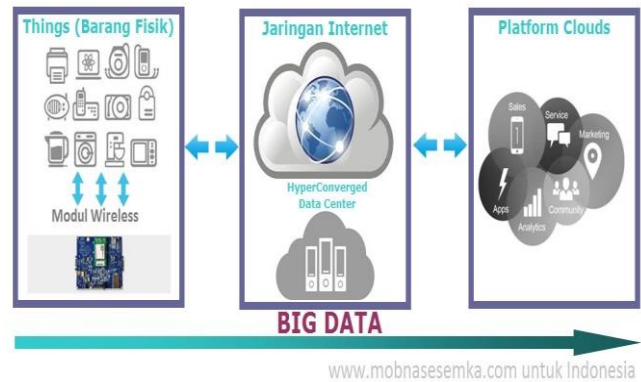 Things (Barang Fisik)
Modul Wireless
Jaringan Internet
HyperConverged
Data Center
Platform Clouds
Sales
Service
Marketing
Apps
Analytics
Community
BIG DATA
www.mobnasesemka.com untuk Indonesia